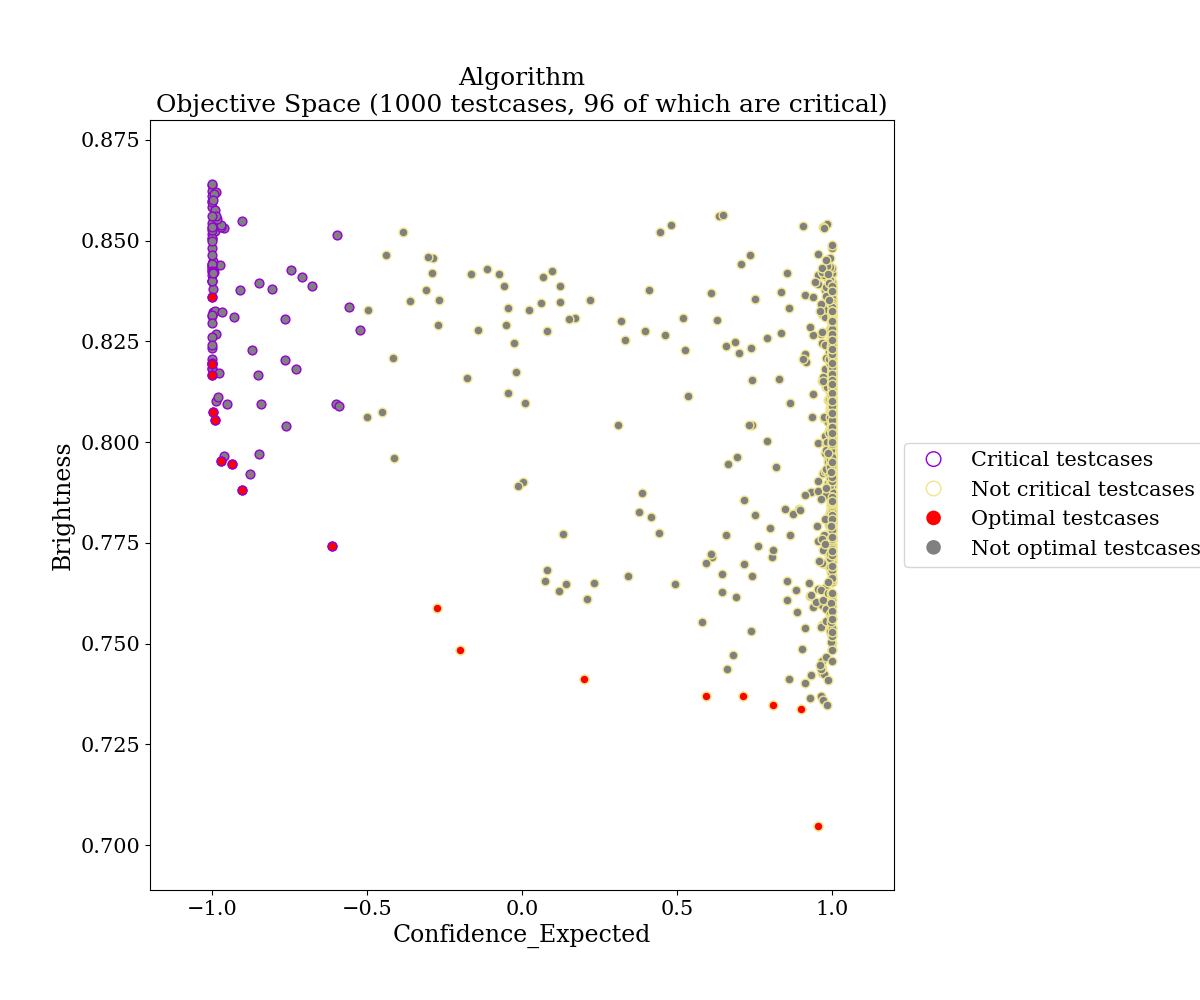 Algorithm
Objective Space (1000 testcases, 96 of which are critical)
0.875
0.850
0.825
0.800
0.775
0.750
0.725
0.700
Brightness
−1.0
−0.5
0.0
0.5
1.0
Confidence_Expected
Critical testcases
Not critical testcases
Optimal testcases
Not optimal testcases